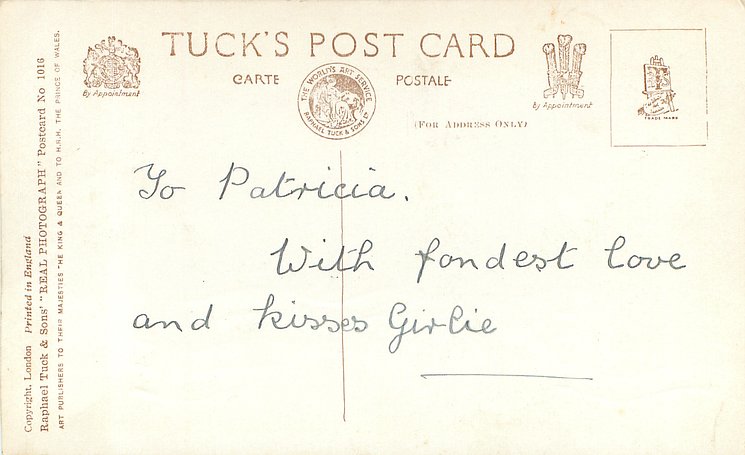 TUCK'S POST CARD
CARTE POSTALE
(FOR ADDRESS ONLY)
By Appointment
THE WORLD'S ART SERVICE
RAPHAEL TUCK & SONS LTD
By Appointment
TRADE MARK
To Patricia.
With fondest love
and kisses Girlie
Copyright, London Printed in England
Raphael Tuck & Sons' "REAL PHOTOGRAPH" Postcard No 1016
ART PUBLISHERS TO THEIR MAJESTIES THE KING & QUEEN AND TO H.R.H. THE PRINCE OF WALES.